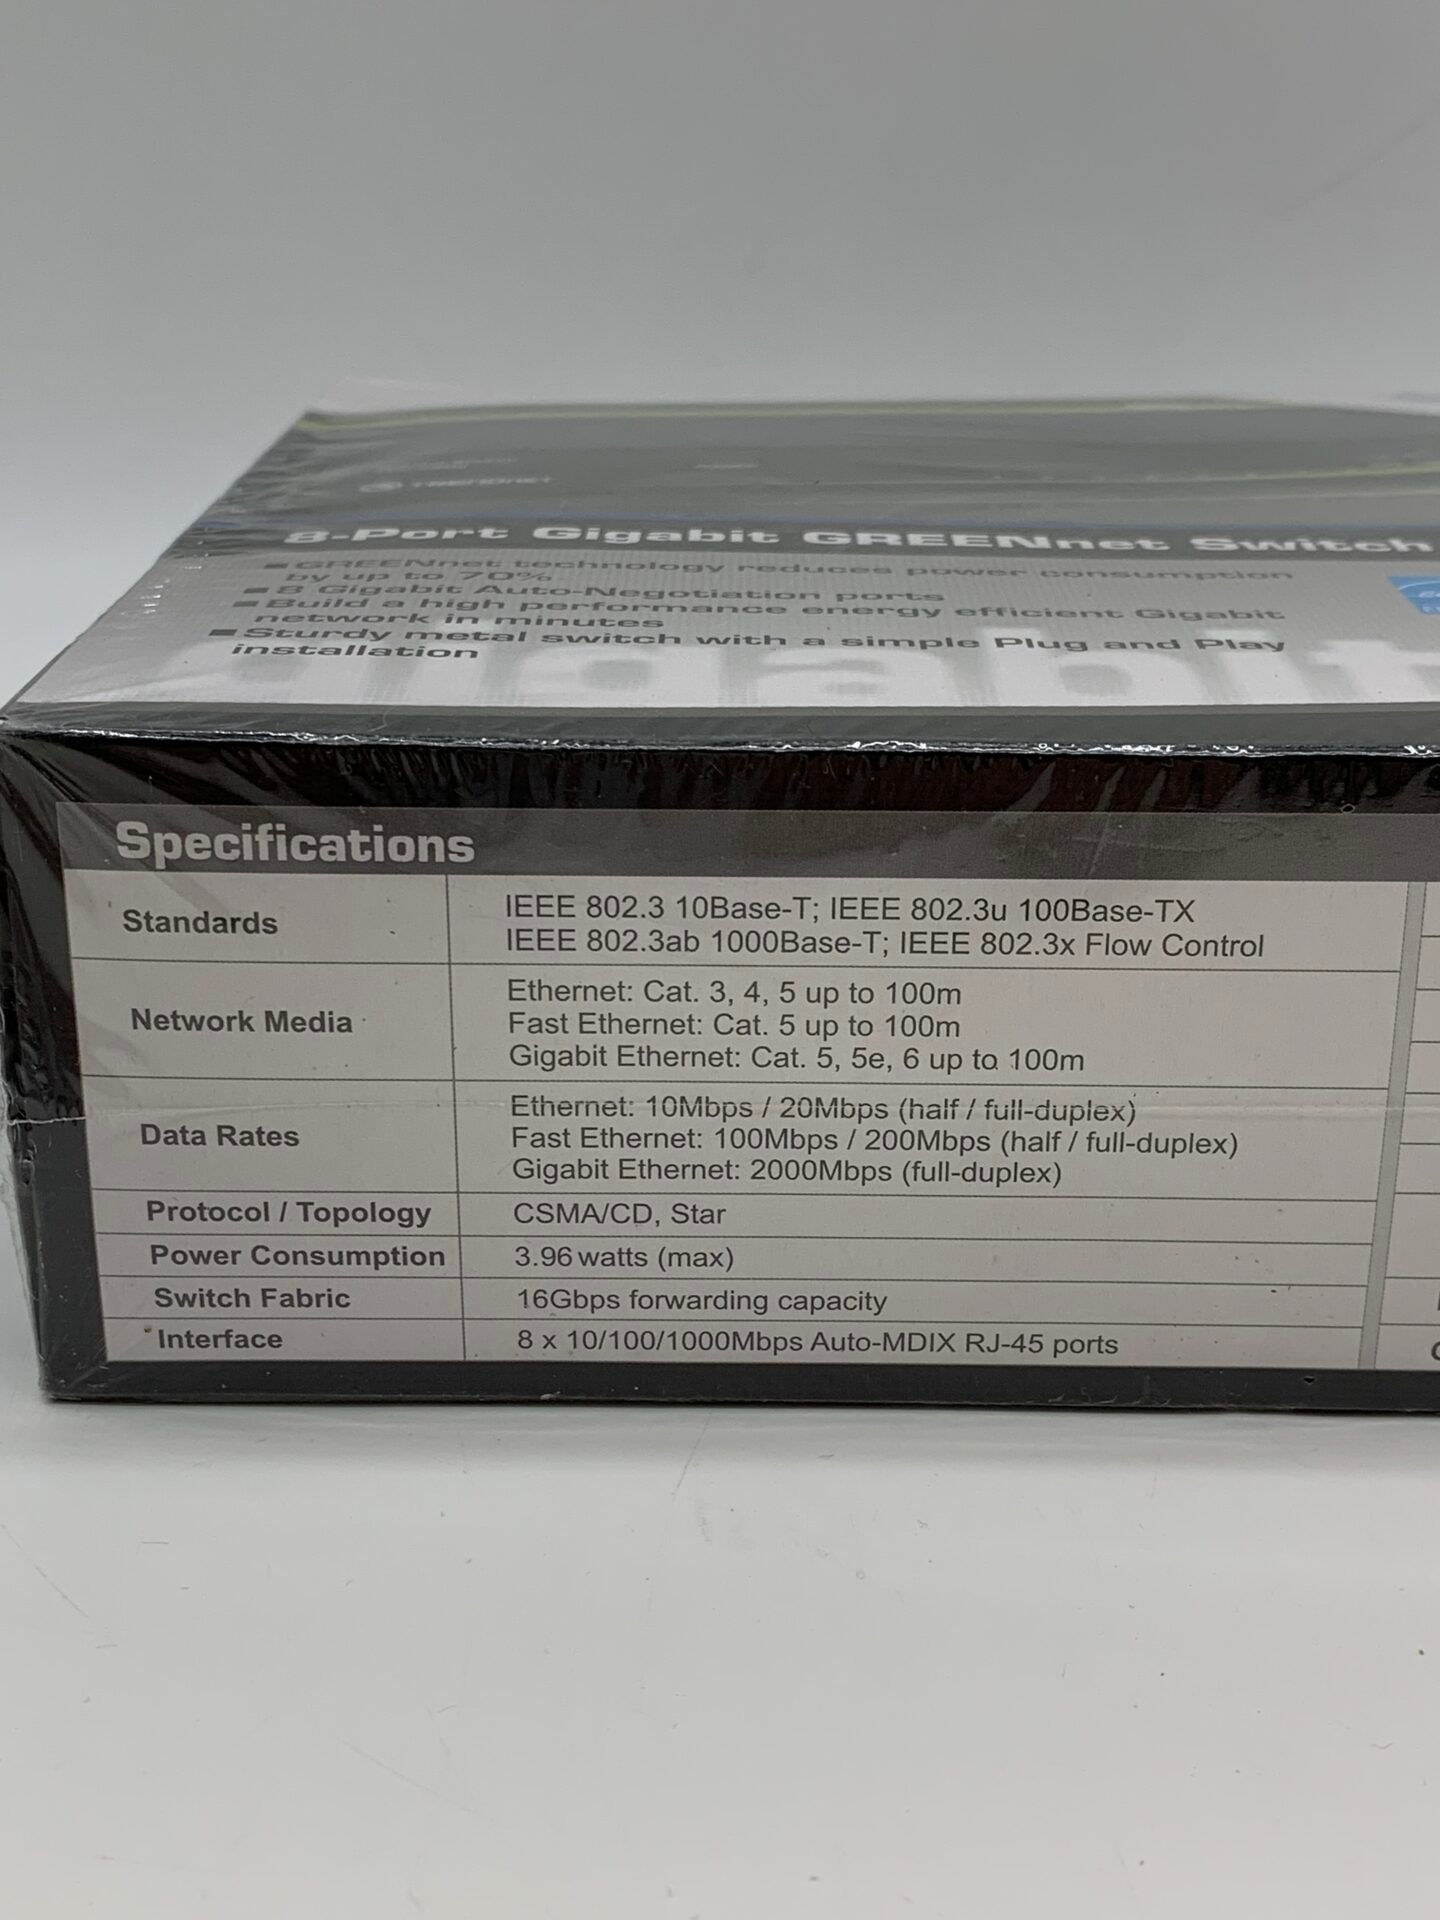 TRENDNET
8-Port Gigabit GREENnet Switch
GREENnet technology reduces power consumption
by up to 70%
8 Gigabit Auto-Negotiation ports
Build a high performance energy efficient Gigabit
network in minutes
Sturdy metal switch with a simple Plug and Play
installation
gabit
Specifications
Standards
IEEE 802.3 10Base-T; IEEE 802.3u 100Base-TX
IEEE 802.3ab 1000Base-T; IEEE 802.3x Flow Control
Network Media
Ethernet: Cat. 3, 4, 5 up to 100m
Fast Ethernet: Cat. 5 up to 100m
Gigabit Ethernet: Cat. 5, 5e, 6 up to 100m
Data Rates
Ethernet: 10Mbps / 20Mbps (half / full-duplex)
Fast Ethernet: 100Mbps / 200Mbps (half / full-duplex)
Gigabit Ethernet: 2000Mbps (full-duplex)
Protocol / Topology
CSMA/CD, Star
Power Consumption
3.96 watts (max)
Switch Fabric
16Gbps forwarding capacity
Interface
8 x 10/100/1000Mbps Auto-MDIX RJ-45 ports